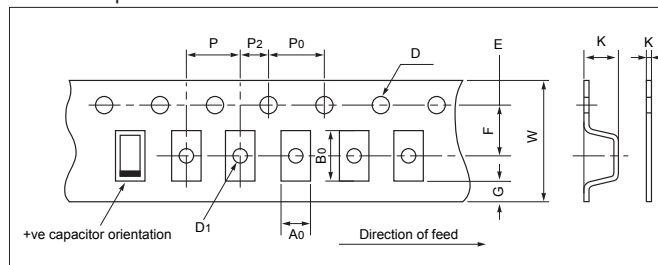 P P2 P0 D E K K
F
W
B0
G
D1
A0
+ve capacitor orientation
Direction of feed